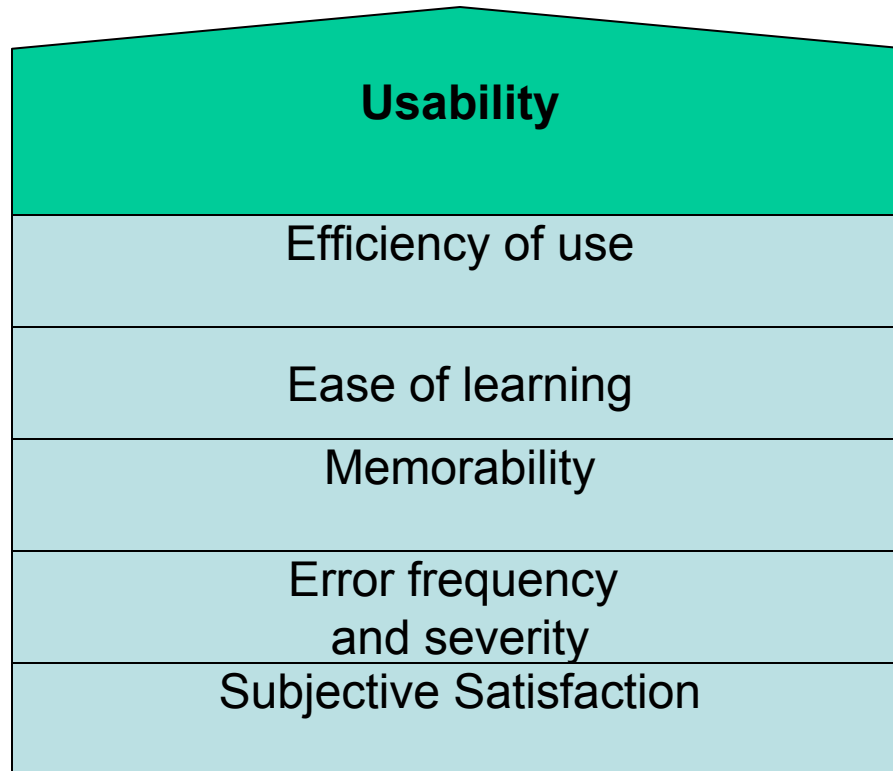 Usability
Efficiency of use
Ease of learning
Memorability
Error frequency
and severity
Subjective Satisfaction